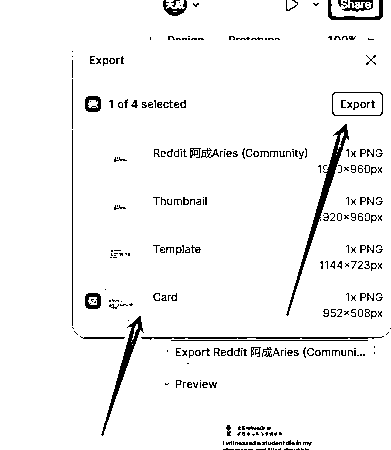 Share
Design Prototype 100%
Export
1 of 4 selected Export
Reddit 阿成Aries (Community) 1x PNG
1920×960px
Thumbnail 1x PNG
1920×960px
Template 1x PNG
1144×723px
Card 1x PNG
952×508px
Export Reddit 阿成Aries (Communi...
Preview